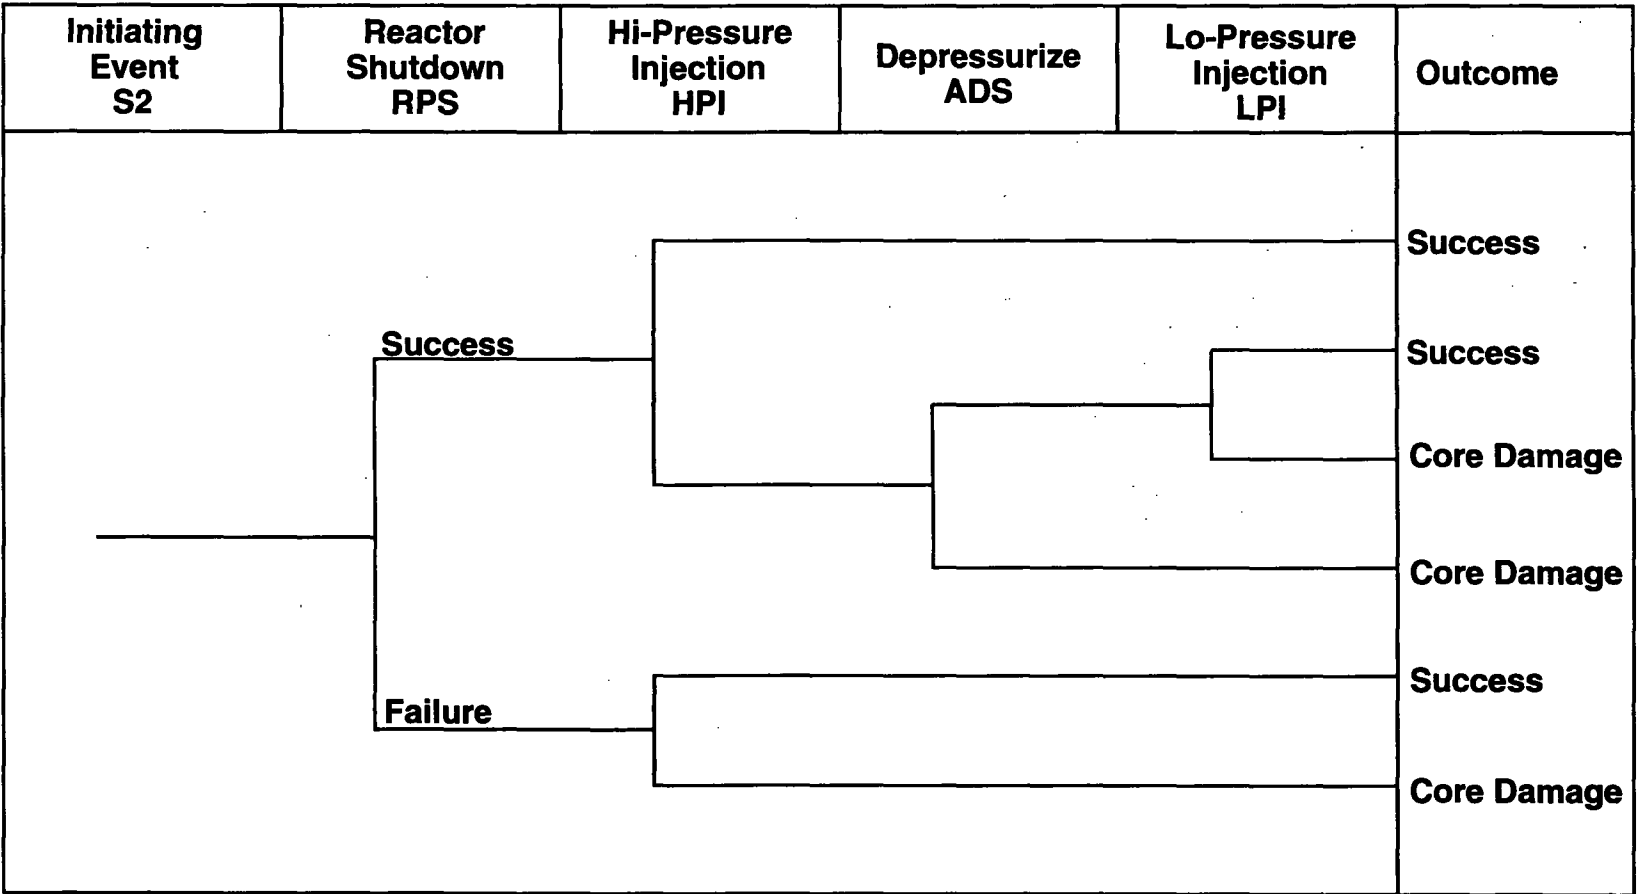 Initiating
Event
S2
Reactor
Shutdown
RPS
Hi-Pressure
Injection
HPI
Depressurize
ADS
Lo-Pressure
Injection
LPI
Outcome
Success
Success
Success
Core Damage
Core Damage
Success
Failure
Core Damage